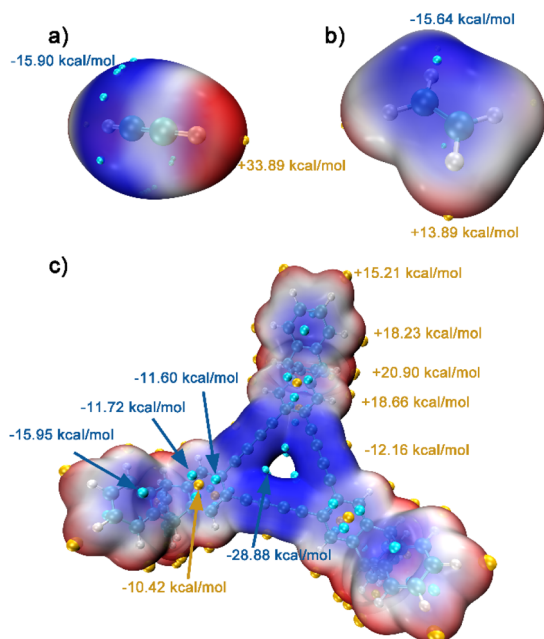 a)
-15.90 kcal/mol
+33.89 kcal/mol
b)
-15.64 kcal/mol
+13.89 kcal/mol
c)
+15.21 kcal/mol
+18.23 kcal/mol
+20.90 kcal/mol
+18.66 kcal/mol
-12.16 kcal/mol
-11.60 kcal/mol
-11.72 kcal/mol
-15.95 kcal/mol
-28.88 kcal/mol
-10.42 kcal/mol